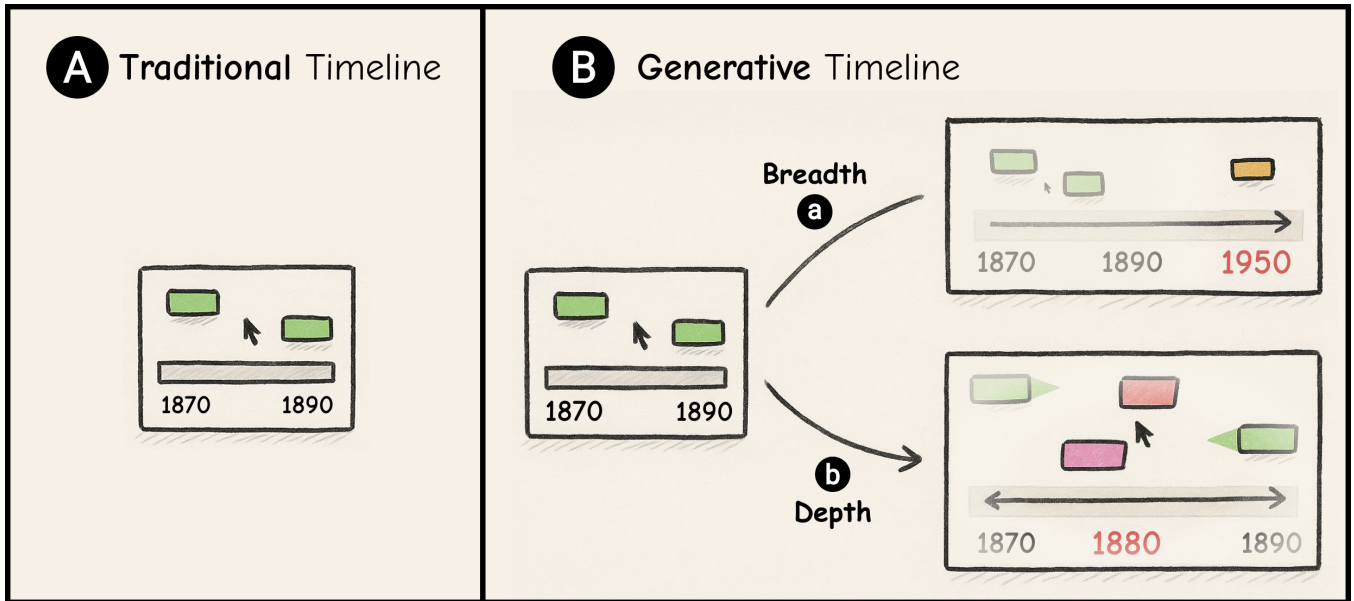 A Traditional Timeline
1870 1890
B Generative Timeline
1870 1890
Breadth
a
1870 1890 1950
b
Depth
1870 1880 1890